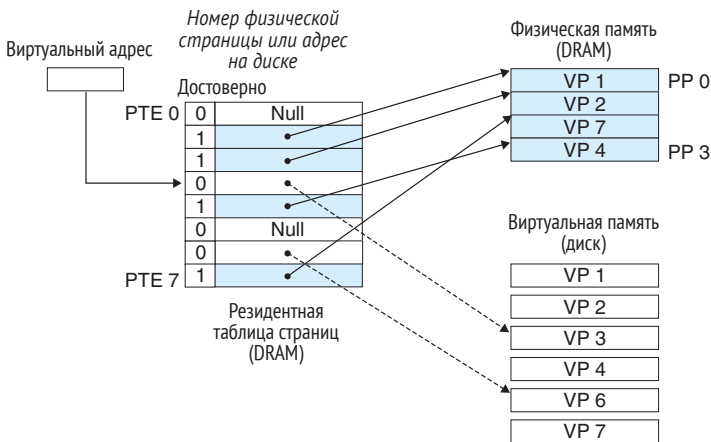 Виртуальный адрес
Номер физической
страницы или адрес
на диске
Достоверно
PTE 0 0 Null
1
1
0
1
0 Null
0
PTE 7 1
Резидентная
таблица страниц
(DRAM)
Физическая память
(DRAM)
VP 1 PP 0
VP 2
VP 7
VP 4 PP 3
Виртуальная память
(диск)
VP 1
VP 2
VP 3
VP 4
VP 6
VP 7